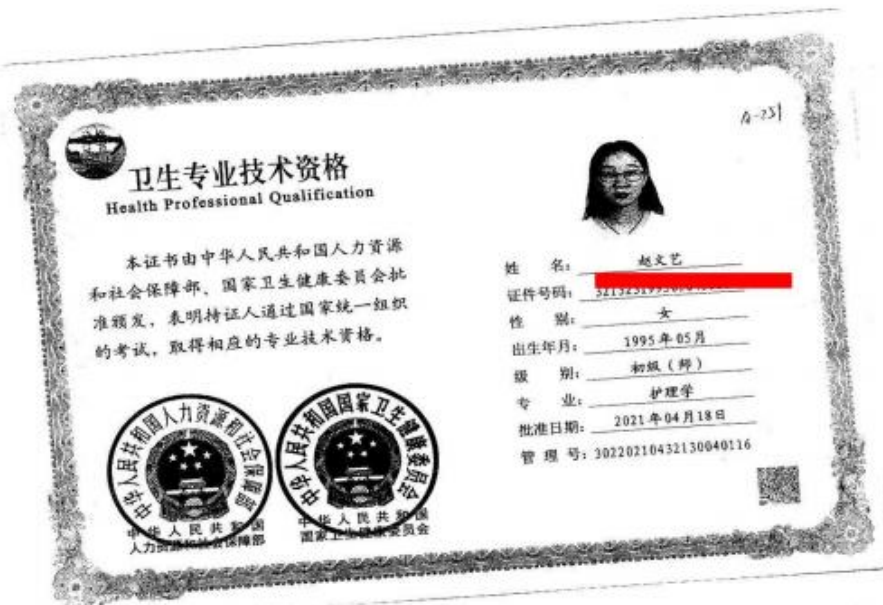 A-231
卫生专业技术资格
Health Professional Qualification
本证书由中华人民共和国人力资源
和社会保障部、国家卫生健康委员会批
准颁发，表明持证人通过国家统一组织
的考试，取得相应的专业技术资格。
中华人民共和国人力资源和社会保障部
中华人民共和国
人力资源和社会保障部
中华人民共和国国家卫生健康委员会
中华人民共和国
国家卫生健康委员会
姓 名： 赵文艺
证件号码：
性 别： 女
出生年月： 1995年05月
级 别： 初级（师）
专 业： 护理学
批准日期： 2021年04月18日
管 理 号：30220210432130040116